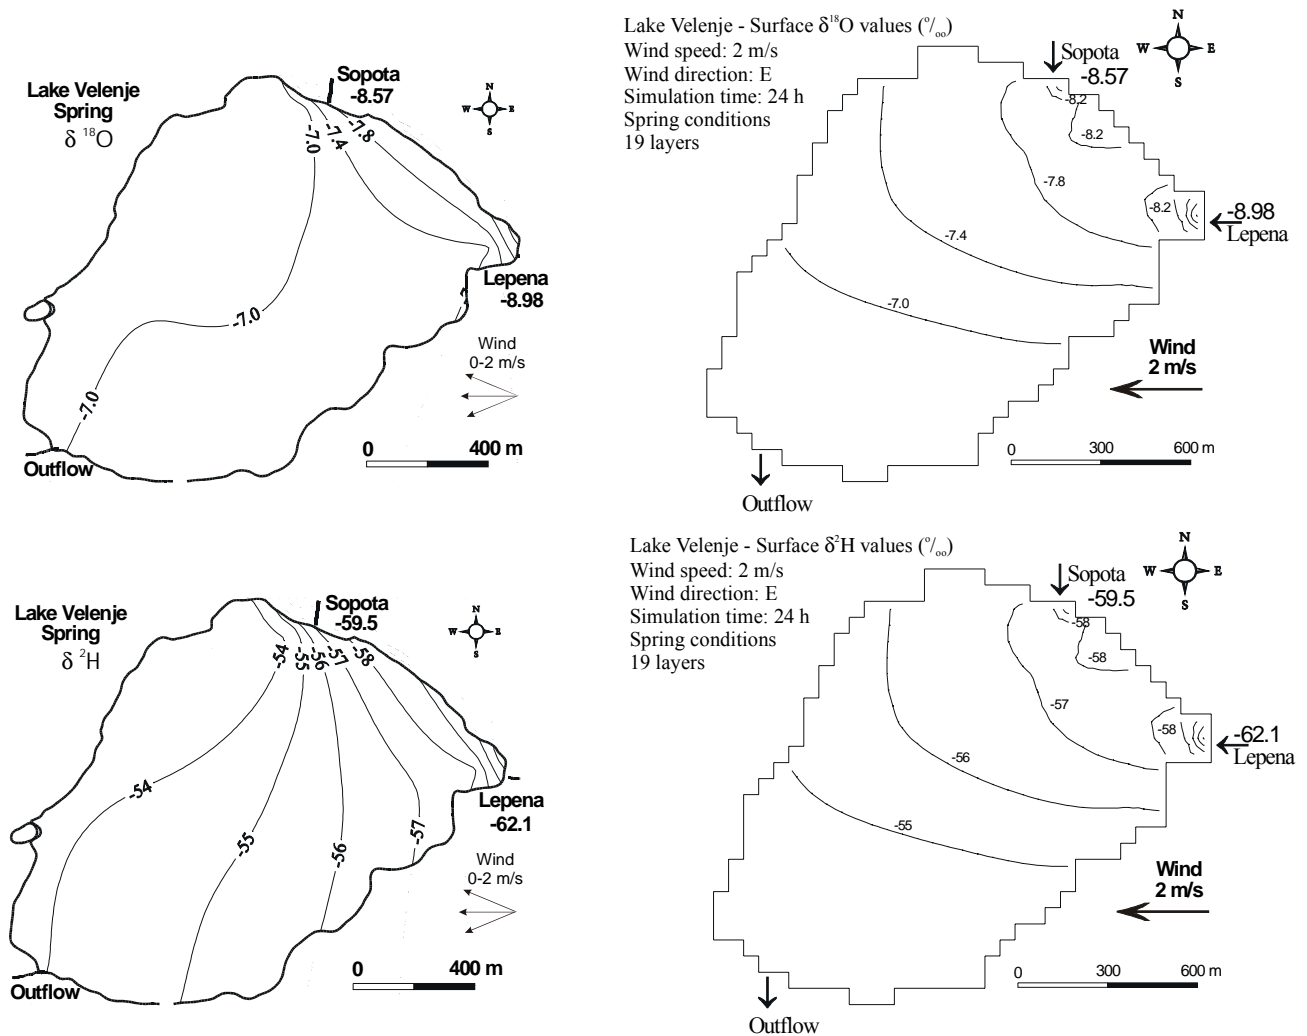 Lake Velenje
Spring
δ ¹⁸O
Sopota
-8.57
N
W E
S
-7.0
-7.4
-7.8
-7.0
-7.0
Lepena
-8.98
Wind
0-2 m/s
0 400 m
Outflow
Lake Velenje - Surface δ¹⁸O values (°/₀₀)
Wind speed: 2 m/s
Wind direction: E
Simulation time: 24 h
Spring conditions
19 layers
Sopota
-8.57
N
W E
S
-8.2
-8.2
-7.8
-8.2
-8.98
Lepena
-7.4
-7.0
Wind
2 m/s
0 300 600 m
Outflow
Lake Velenje
Spring
δ ²H
Sopota
-59.5
N
W E
S
-54
-55
-56
-57
-58
-54
-55
-56
-57
Lepena
-62.1
Wind
0-2 m/s
0 400 m
Outflow
Lake Velenje - Surface δ²H values (°/₀₀)
Wind speed: 2 m/s
Wind direction: E
Simulation time: 24 h
Spring conditions
19 layers
Sopota
-59.5
N
W E
S
-58
-58
-57
-58
-62.1
Lepena
-56
-55
Wind
2 m/s
0 300 600 m
Outflow